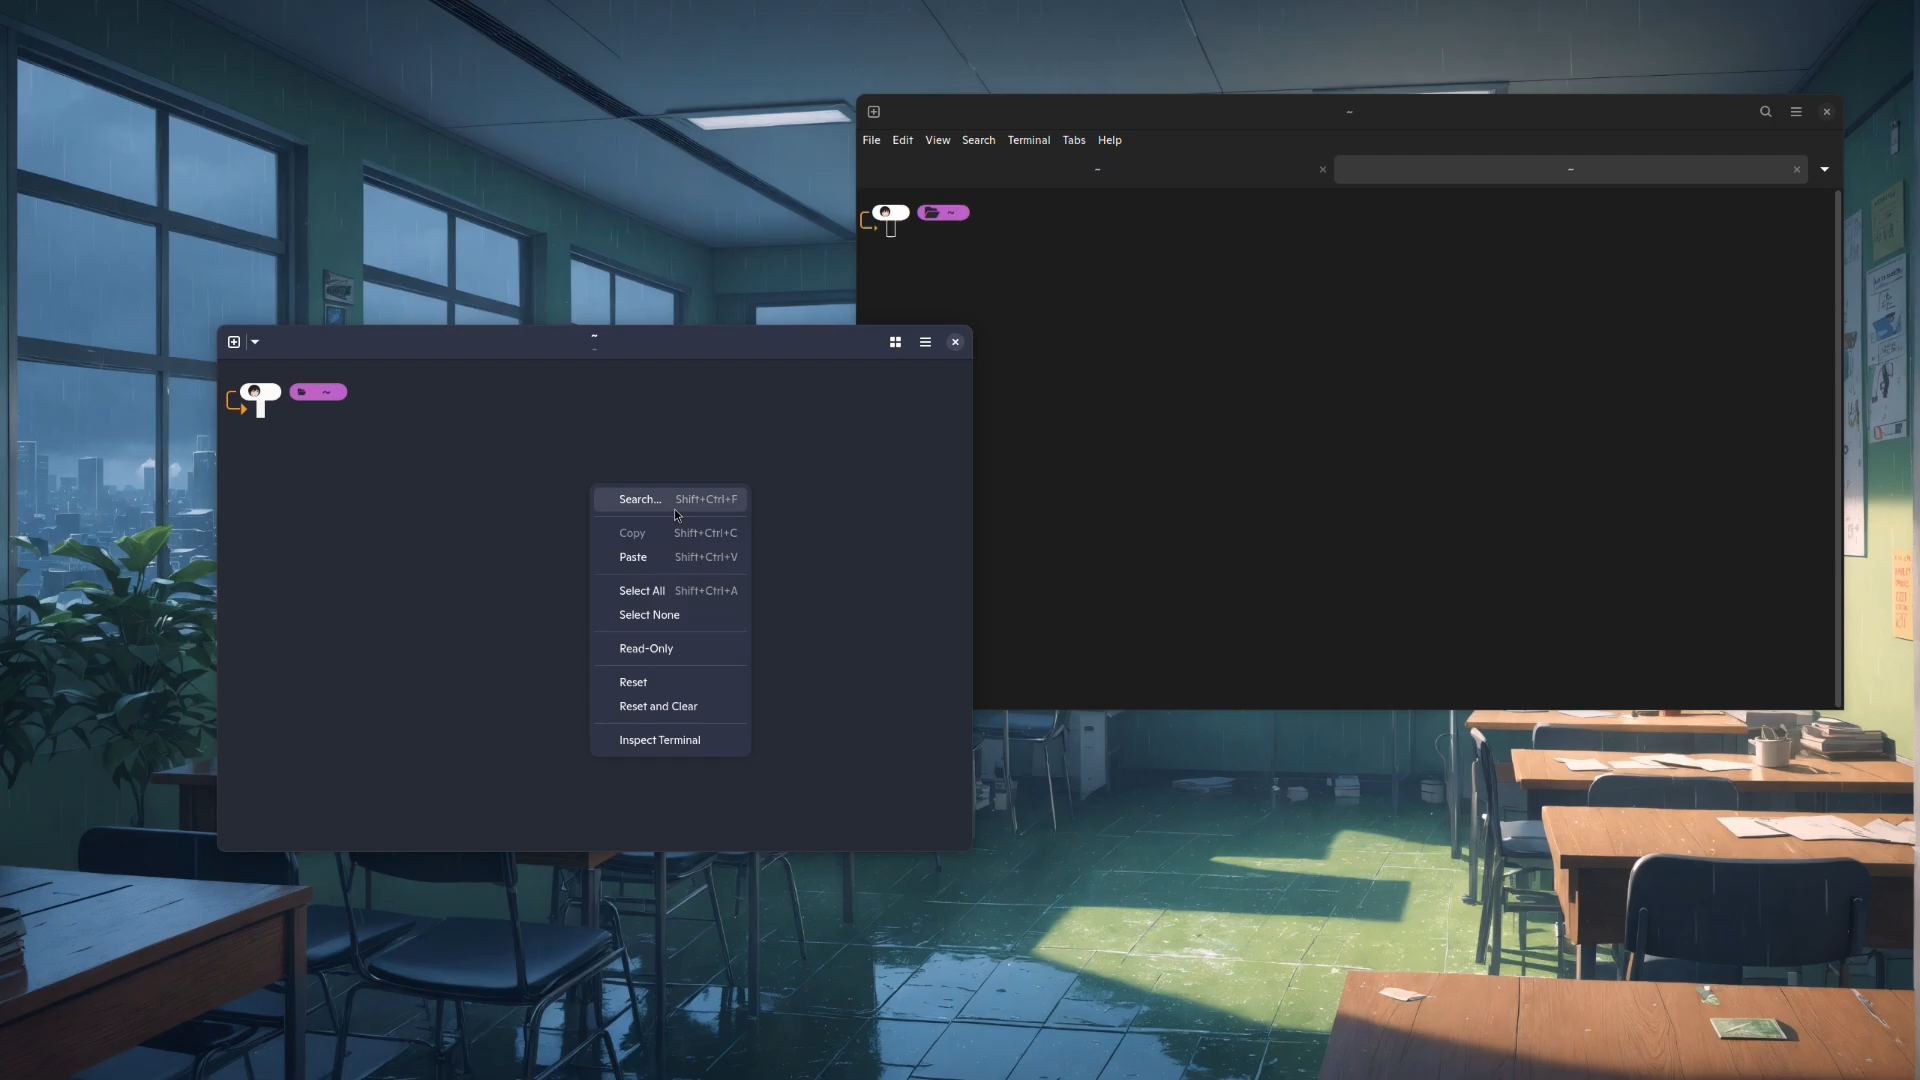 ~
File Edit View Search Terminal Tabs Help
~ ~
~
~
~
Search... Shift+Ctrl+F
Copy Shift+Ctrl+C
Paste Shift+Ctrl+V
Select All Shift+Ctrl+A
Select None
Read-Only
Reset
Reset and Clear
Inspect Terminal